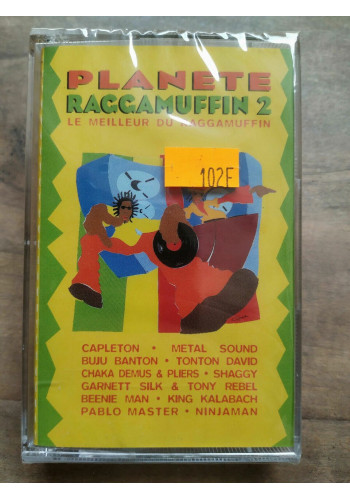 PLANETE
RAGGAMUFFIN 2
LE MEILLEUR DU RAGGAMUFFIN
102F
CAPLETON • METAL SOUND
BUJU BANTON • TONTON DAVID
CHAKA DEMUS & PLIERS • SHAGGY
GARNETT SILK & TONY REBEL
BEENIE MAN • KING KALABACH
PABLO MASTER • NINJAMAN